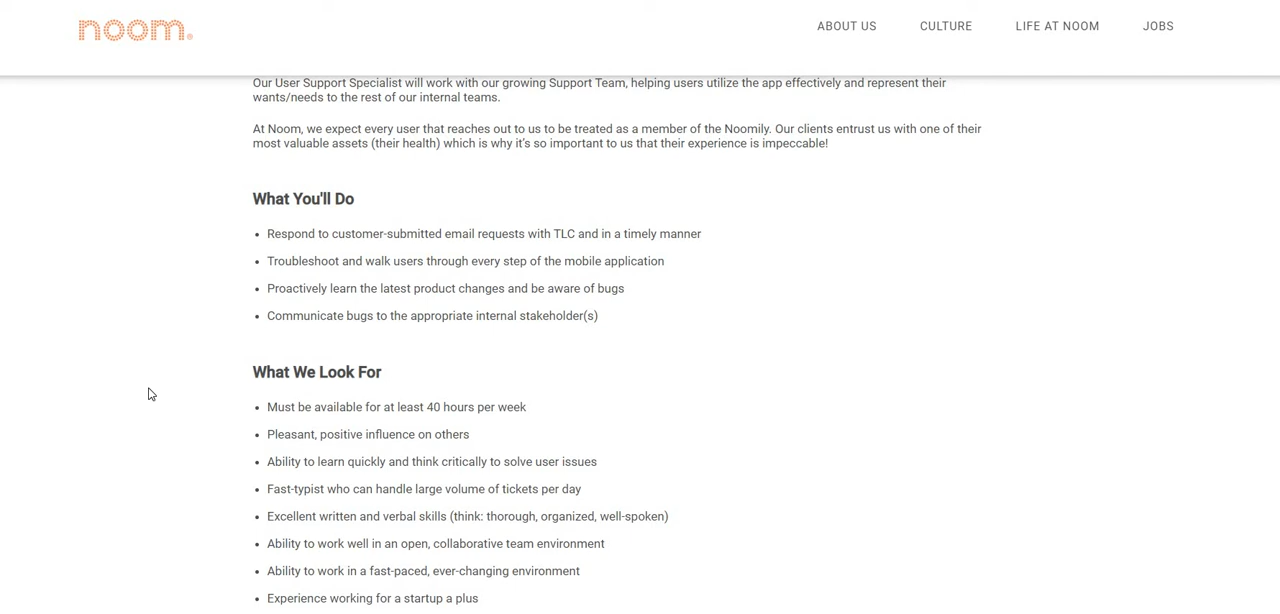 noom.
ABOUT US
CULTURE
LIFE AT NOOM
JOBS
Our User Support Specialist will work with our growing Support Team, helping users utilize the app effectively and represent their
wants/needs to the rest of our internal teams.
At Noom, we expect every user that reaches out to us to be treated as a member of the Noomily. Our clients entrust us with one of their
most valuable assets (their health) which is why it's so important to us that their experience is impeccable!
What You'll Do
• Respond to customer-submitted email requests with TLC and in a timely manner
• Troubleshoot and walk users through every step of the mobile application
• Proactively learn the latest product changes and be aware of bugs
• Communicate bugs to the appropriate internal stakeholder(s)
What We Look For
• Must be available for at least 40 hours per week
• Pleasant, positive influence on others
• Ability to learn quickly and think critically to solve user issues
• Fast-typist who can handle large volume of tickets per day
• Excellent written and verbal skills (think: thorough, organized, well-spoken)
• Ability to work well in an open, collaborative team environment
• Ability to work in a fast-paced, ever-changing environment
• Experience working for a startup a plus